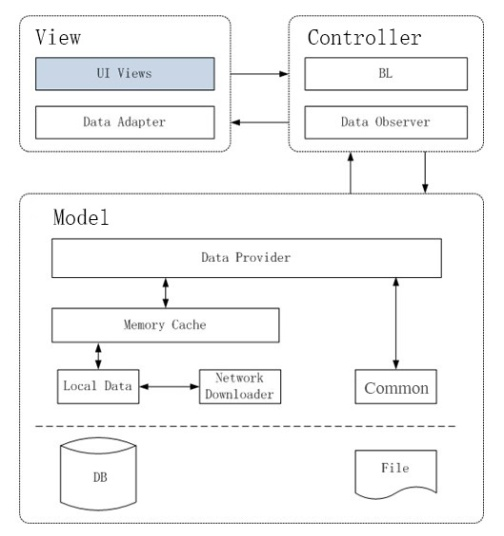 View
UI Views
Data Adapter
Controller
BL
Data Observer
Model
Data Provider
Memory Cache
Local Data
Network
Downloader
Common
DB
File